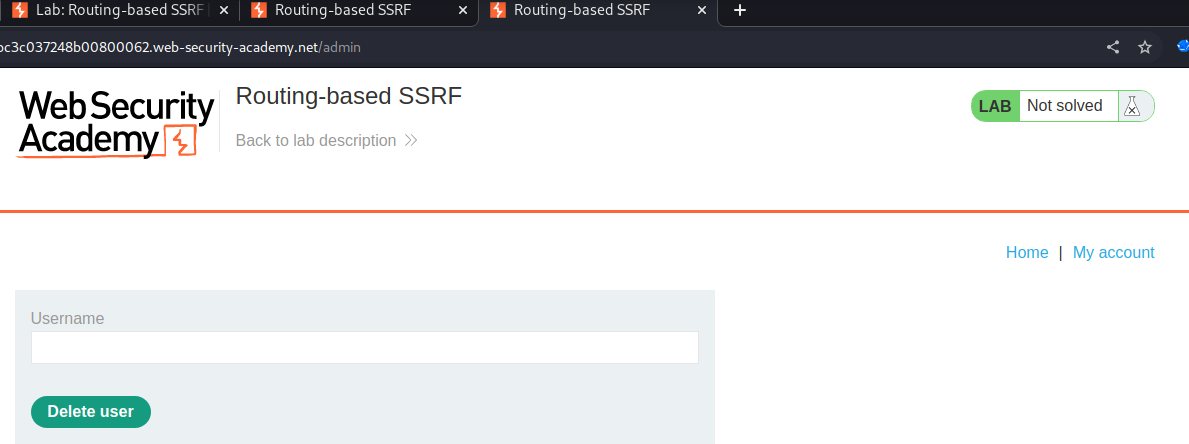 Lab: Routing-based SSRF
Routing-based SSRF
Routing-based SSRF
c3c037248b00800062.web-security-academy.net/admin
Web Security
Academy
Routing-based SSRF
Back to lab description
LAB Not solved
Home | My account
Username
Delete user